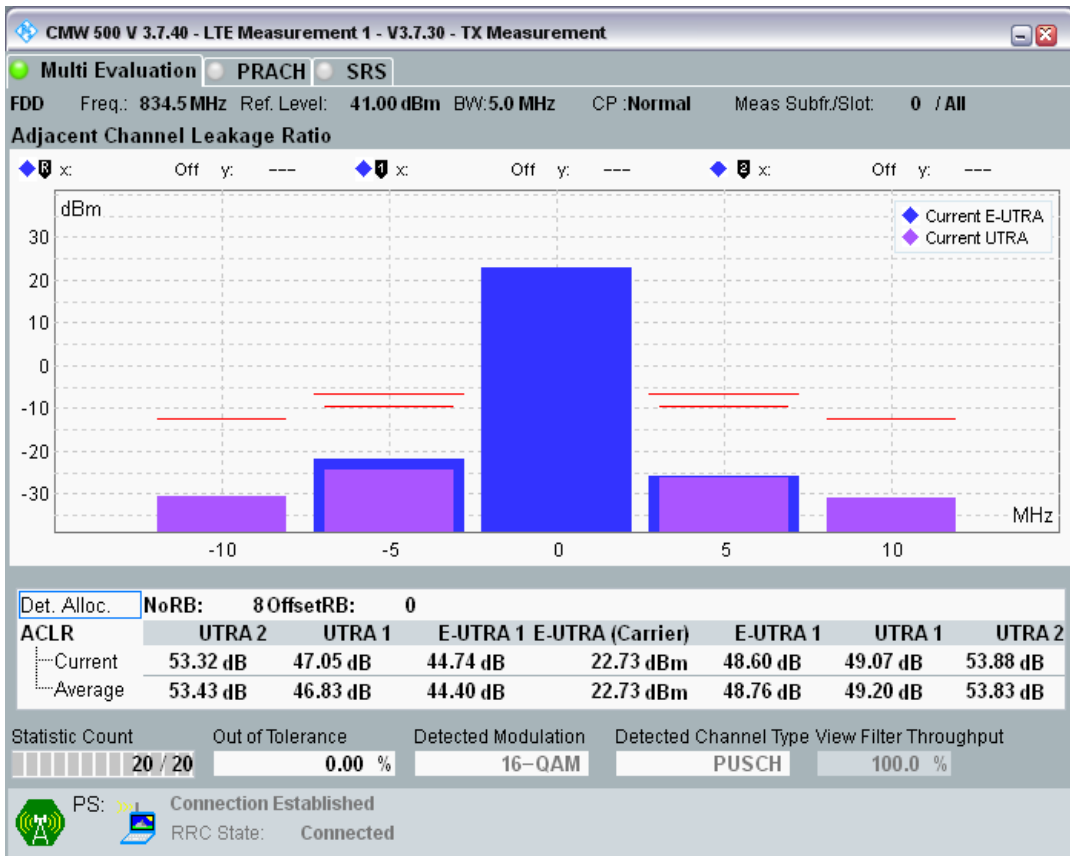 CMW 500 V 3.7.40 - LTE Measurement 1 - V3.7.30 - TX Measurement
Multi Evaluation PRACH SRS
FDD Freq.: 834.5 MHz Ref. Level: 41.00 dBm BW:5.0 MHz CP :Normal Meas Subfr./Slot: 0 / All
Adjacent Channel Leakage Ratio
R x: Off y: --- 1 x: Off y: --- 2 x: Off y: ---
dBm
Current E-UTRA
Current UTRA
30
20
10
0
-10
-20
-30
MHz
-10 -5 0 5 10
Det. Alloc. NoRB: 8 OffsetRB: 0
ACLR UTRA 2 UTRA 1 E-UTRA 1 E-UTRA (Carrier) E-UTRA 1 UTRA 1 UTRA 2
Current 53.32 dB 47.05 dB 44.74 dB 22.73 dBm 48.60 dB 49.07 dB 53.88 dB
Average 53.43 dB 46.83 dB 44.40 dB 22.73 dBm 48.76 dB 49.20 dB 53.83 dB
Statistic Count Out of Tolerance Detected Modulation Detected Channel Type View Filter Throughput
20 / 20 0.00 % 16-QAM PUSCH 100.0 %
PS: Connection Established
RRC State: Connected